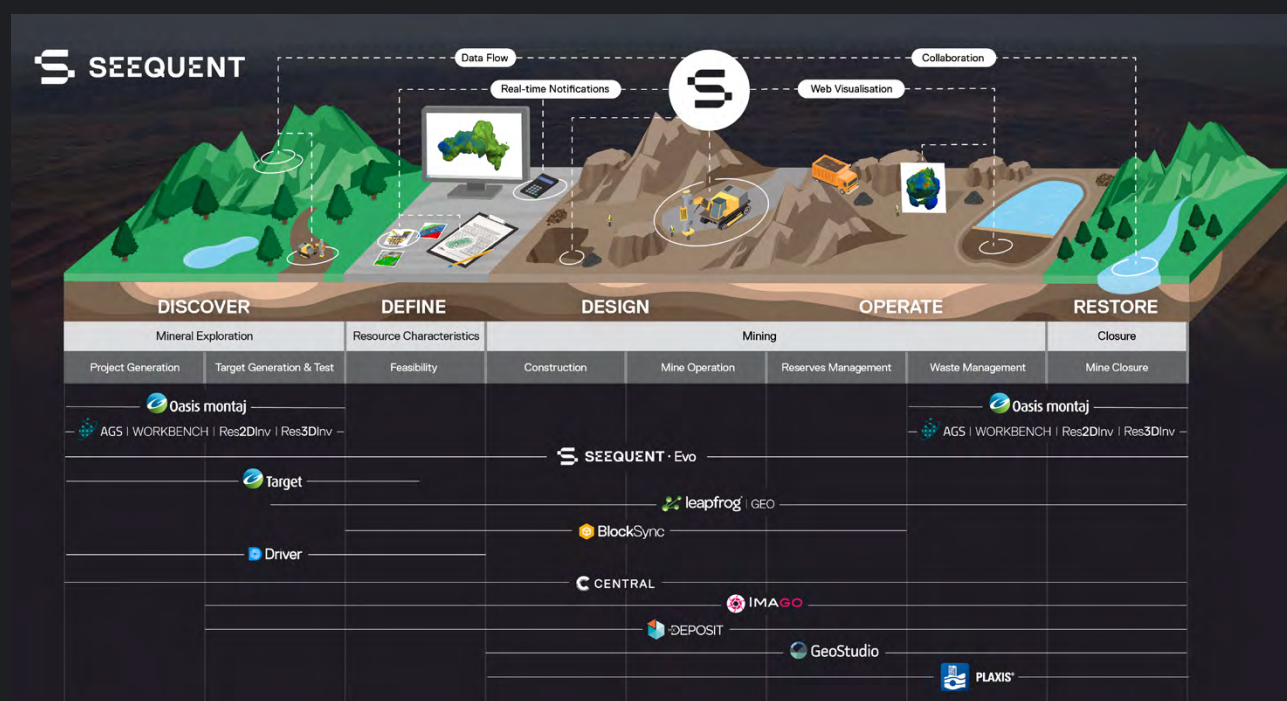 SEEQUENT
Data Flow
Collaboration
Real-time Notifications
Web Visualisation
DISCOVER
DEFINE
DESIGN
OPERATE
RESTORE
Mineral Exploration
Resource Characteristics
Mining
Closure
Project Generation
Target Generation & Test
Feasibility
Construction
Mine Operation
Reserves Management
Waste Management
Mine Closure
Oasis montaj
Oasis montaj
AGS | WORKBENCH | Res2DInv | Res3DInv
AGS | WORKBENCH | Res2DInv | Res3DInv
SEEQUENT · Evo
Target
leapfrog | GEO
BlockSync
Driver
CENTRAL
IMAGO
DEPOSIT
GeoStudio
PLAXIS®